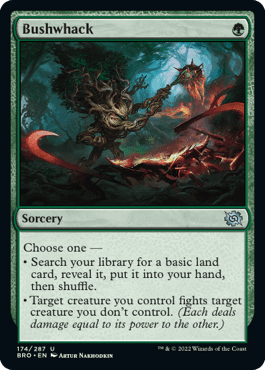 Bushwhack
Sorcery
Choose one —
• Search your library for a basic land
card, reveal it, put it into your hand,
then shuffle.
• Target creature you control fights target
creature you don't control. (Each deals
damage equal to its power to the other.)
174/287 U
BRO • EN Artur Nakhodkin
™ & © 2022 Wizards of the Coast